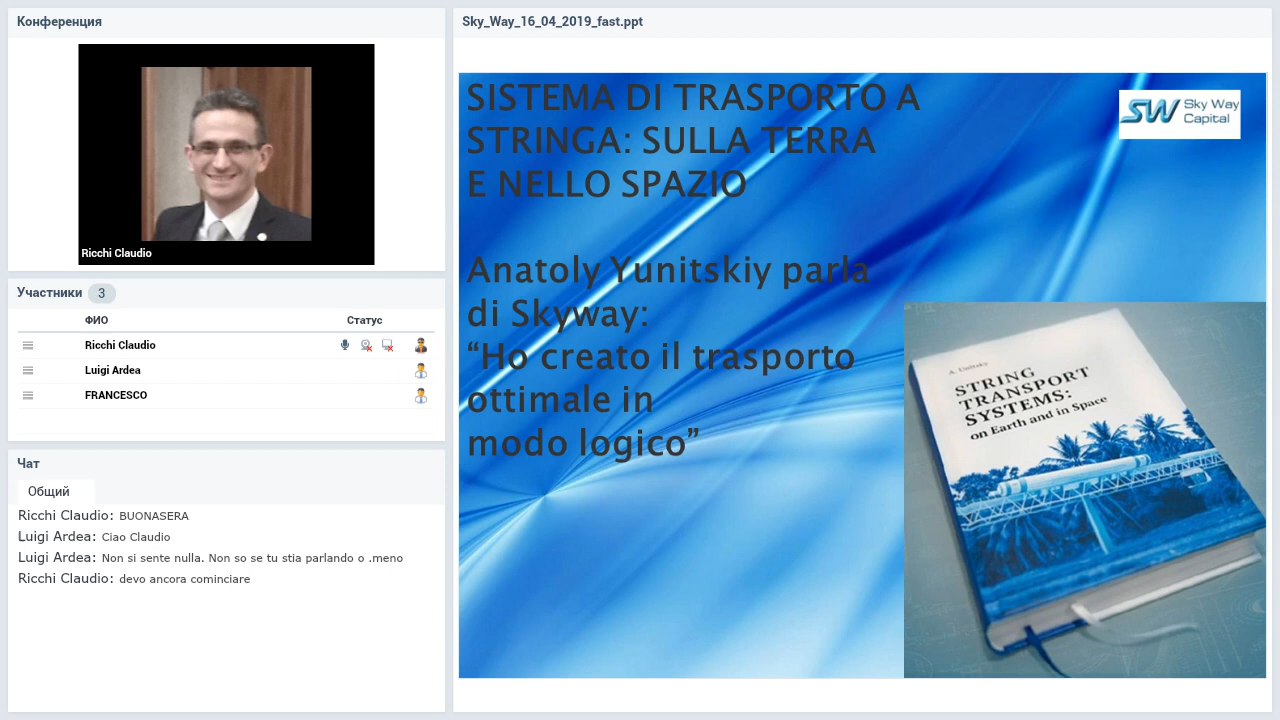 Конференция
Ricchi Claudio
Участники 3
ФИО Статус
Ricchi Claudio
Luigi Ardea
FRANCESCO
Чат
Общий
Ricchi Claudio: BUONASERA
Luigi Ardea: Ciao Claudio
Luigi Ardea: Non si sente nulla. Non so se tu stia parlando o .meno
Ricchi Claudio: devo ancora cominciare
Sky_Way_16_04_2019_fast.ppt
SISTEMA DI TRASPORTO A
STRINGA: SULLA TERRA
E NELLO SPAZIO
Anatoly Yunitskiy parla
di Skyway:
“Ho creato il trasporto
ottimale in
modo logico”
SW Sky Way
Capital
STRING
TRANSPORT
SYSTEMS:
on Earth and in Space